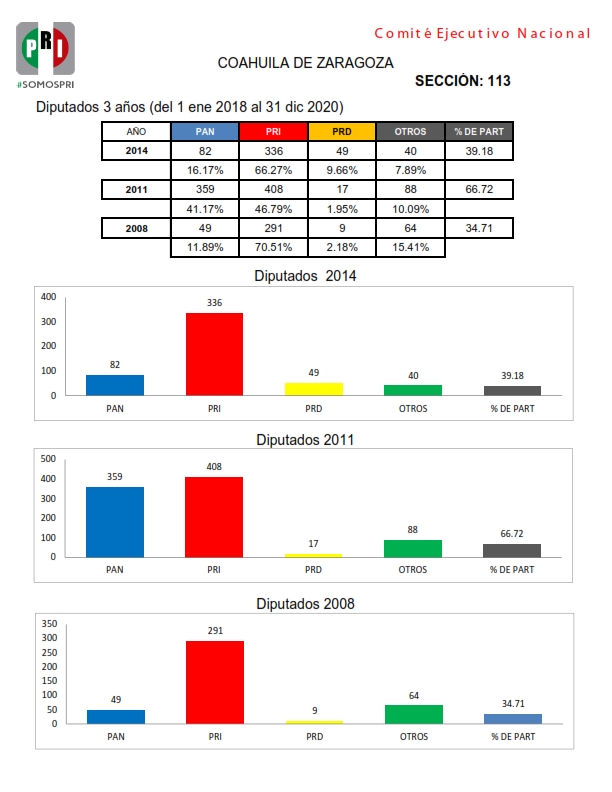 Comité Ejecutivo Nacional
PRI
#SOMOSPRI
COAHUILA DE ZARAGOZA
SECCIÓN: 113
Diputados 3 años (del 1 ene 2018 al 31 dic 2020)
AÑO PAN PRI PRD OTROS % DE PART
2014 82 336 49 40 39.18
16.17% 66.27% 9.66% 7.89%
2011 359 408 17 88 66.72
41.17% 46.79% 1.95% 10.09%
2008 49 291 9 64 34.71
11.89% 70.51% 2.18% 15.41%
Diputados 2014
400
336
300
200
100
82
49
40
39.18
0
PAN PRI PRD OTROS % DE PART
Diputados 2011
500
408
400
359
300
200
100
88
66.72
17
0
PAN PRI PRD OTROS % DE PART
Diputados 2008
350
291
300
250
200
150
100
64
49
34.71
50
9
0
PAN PRI PRD OTROS % DE PART